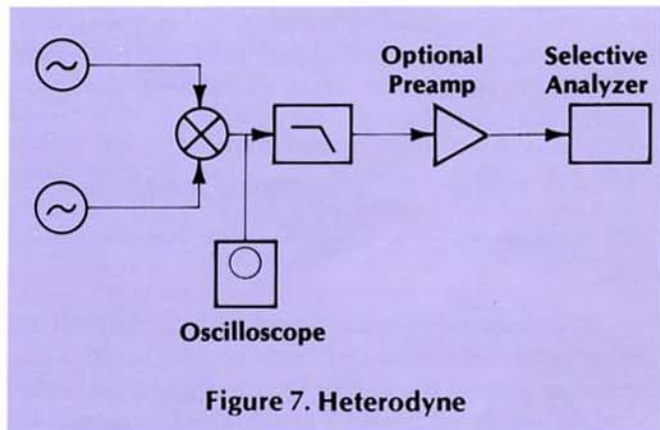 Optional
Preamp
Selective
Analyzer
Oscilloscope
Figure 7. Heterodyne